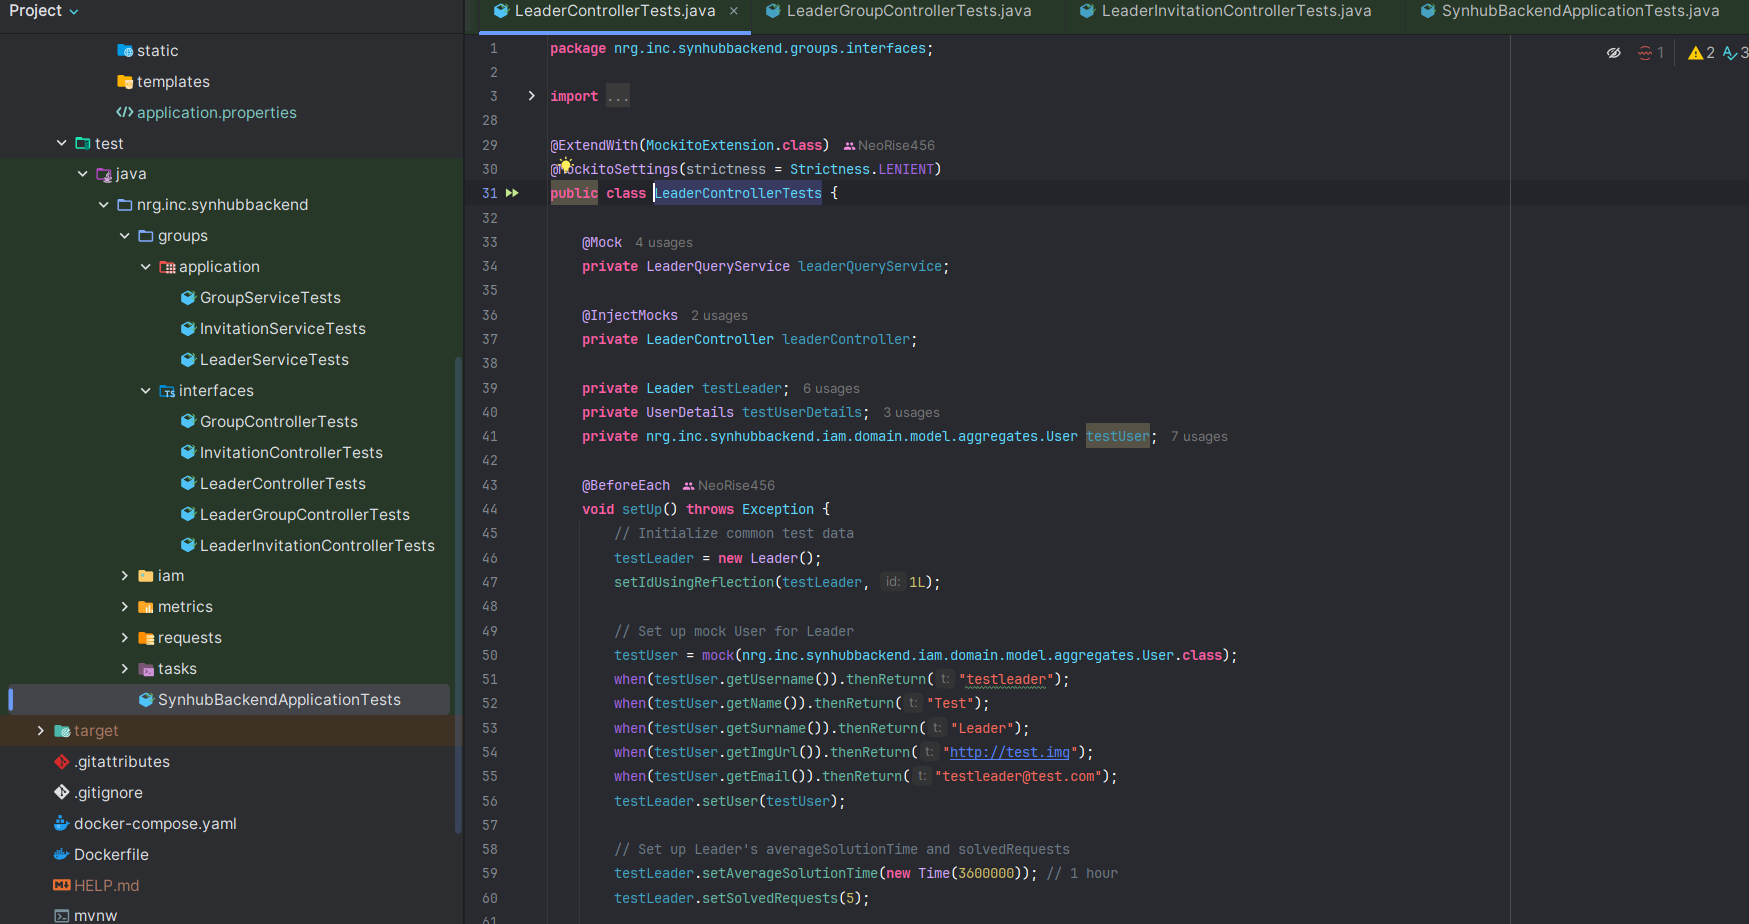 Project
static
templates
application.properties
test
java
nrg.inc.synhubbackend
groups
application
GroupServiceTests
InvitationServiceTests
LeaderServiceTests
interfaces
GroupControllerTests
InvitationControllerTests
LeaderControllerTests
LeaderGroupControllerTests
LeaderInvitationControllerTests
iam
metrics
requests
tasks
SynhubBackendApplicationTests
target
.gitattributes
.gitignore
docker-compose.yaml
Dockerfile
HELP.md
mvnw
LeaderControllerTests.java
LeaderGroupControllerTests.java
LeaderInvitationControllerTests.java
SynhubBackendApplicationTests.java
1 2 3
1 package nrg.inc.synhubbackend.groups.interfaces;
2
3 import ...
28
29 @ExtendWith(MockitoExtension.class) NeoRise456
30 @MockitoSettings(strictness = Strictness.LENIENT)
31 public class LeaderControllerTests {
32
33 @Mock 4 usages
34 private LeaderQueryService leaderQueryService;
35
36 @InjectMocks 2 usages
37 private LeaderController leaderController;
38
39 private Leader testLeader; 6 usages
40 private UserDetails testUserDetails; 3 usages
41 private nrg.inc.synhubbackend.iam.domain.model.aggregates.User testUser; 7 usages
42
43 @BeforeEach NeoRise456
44 void setUp() throws Exception {
45 // Initialize common test data
46 testLeader = new Leader();
47 setIdUsingReflection(testLeader, id: 1L);
48
49 // Set up mock User for Leader
50 testUser = mock(nrg.inc.synhubbackend.iam.domain.model.aggregates.User.class);
51 when(testUser.getUsername()).thenReturn( t: "testleader");
52 when(testUser.getName()).thenReturn( t: "Test");
53 when(testUser.getSurname()).thenReturn( t: "Leader");
54 when(testUser.getImgUrl()).thenReturn( t: "http://test.img");
55 when(testUser.getEmail()).thenReturn( t: "testleader@test.com");
56 testLeader.setUser(testUser);
57
58 // Set up Leader's averageSolutionTime and solvedRequests
59 testLeader.setAverageSolutionTime(new Time(3600000)); // 1 hour
60 testLeader.setSolvedRequests(5);
61